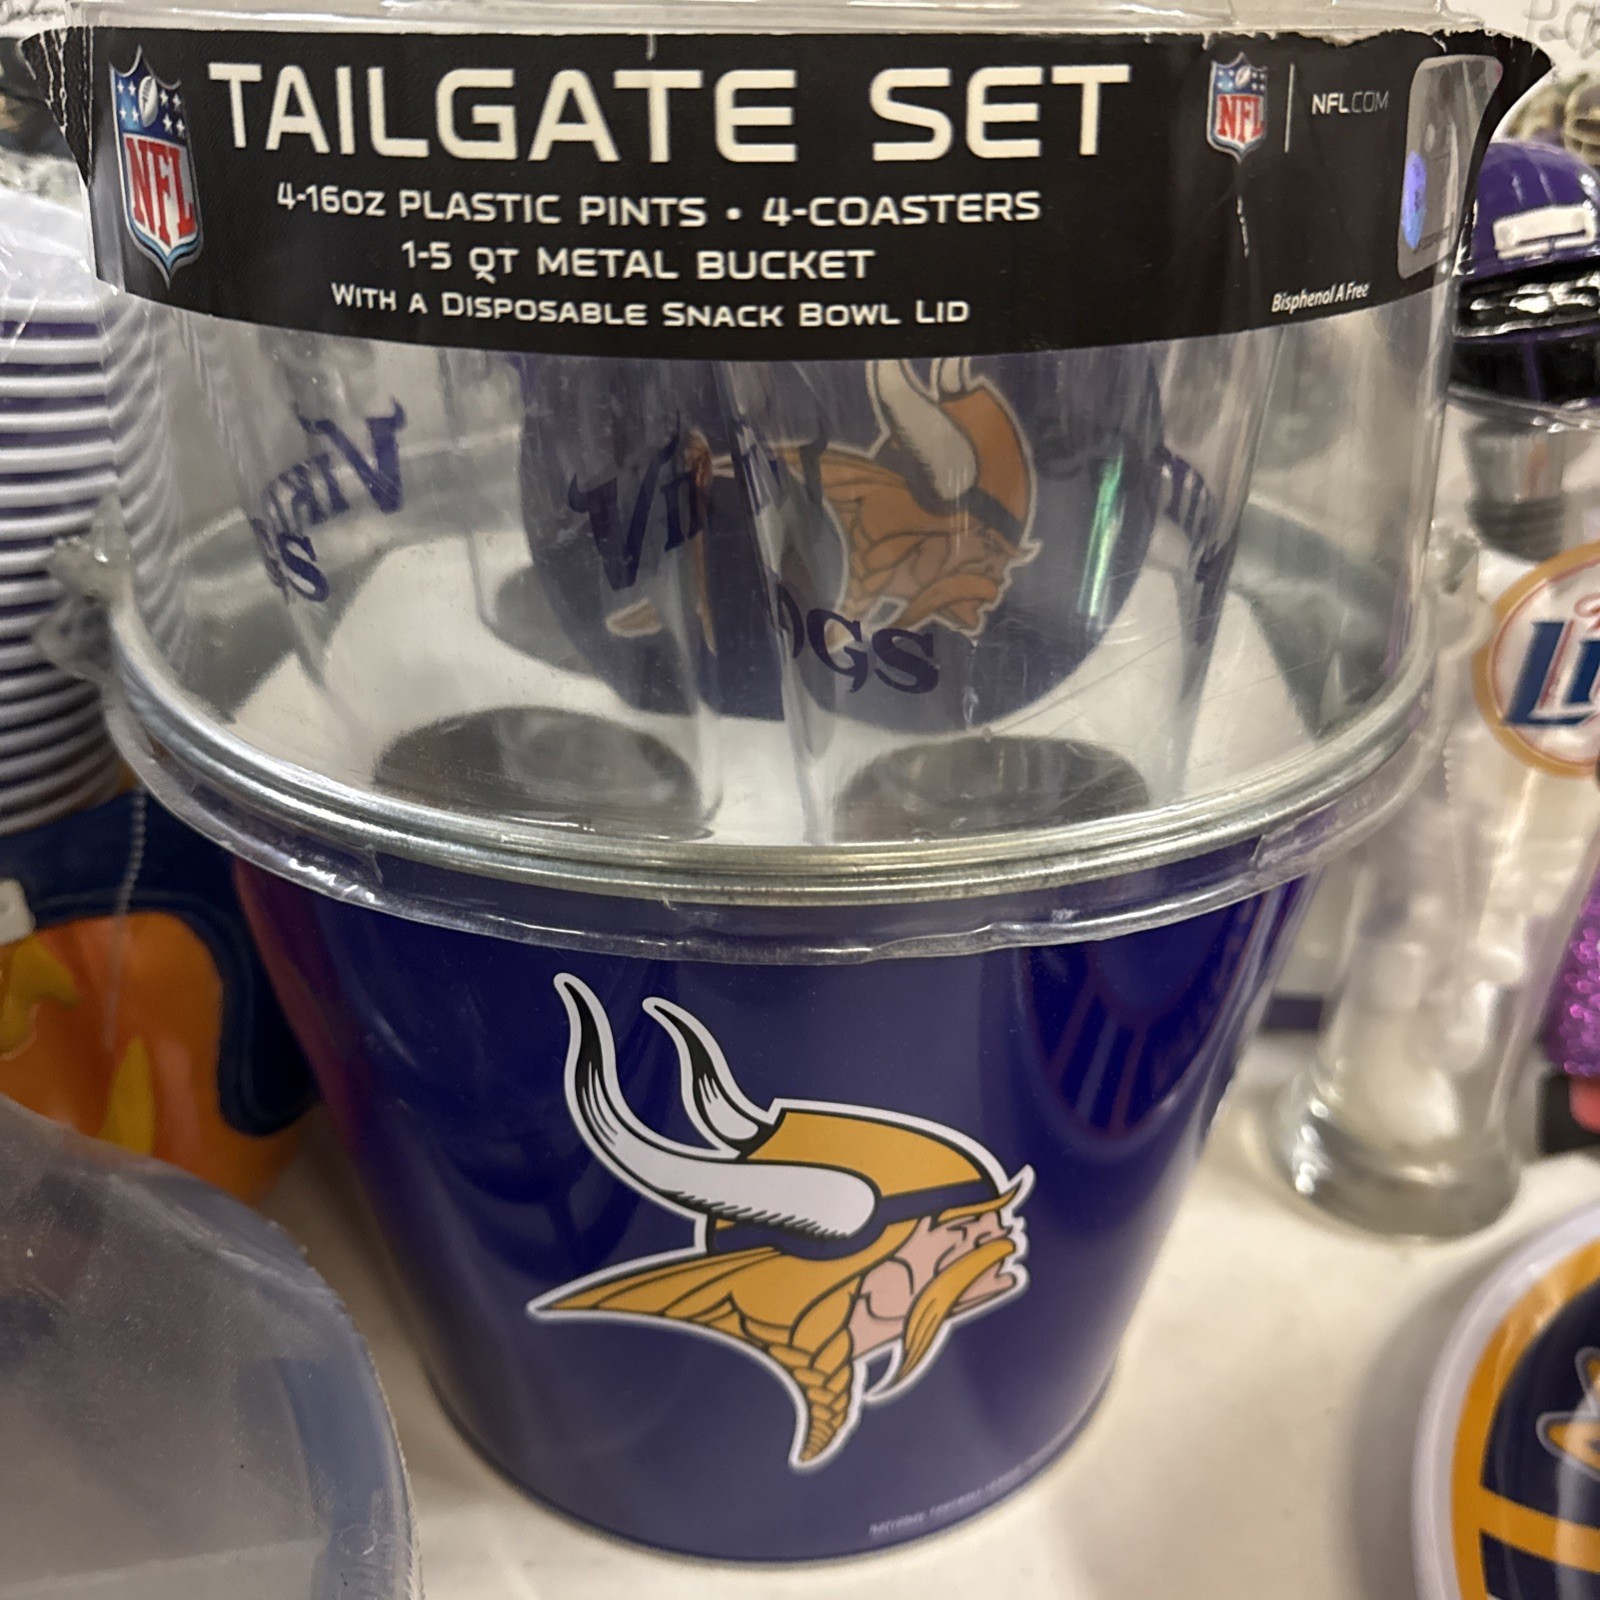 NFL
TAILGATE SET
NFL
NFL.COM
4-16OZ PLASTIC PINTS • 4-COASTERS
1-5 QT METAL BUCKET
WITH A DISPOSABLE SNACK BOWL LID
Bisphenol A Free